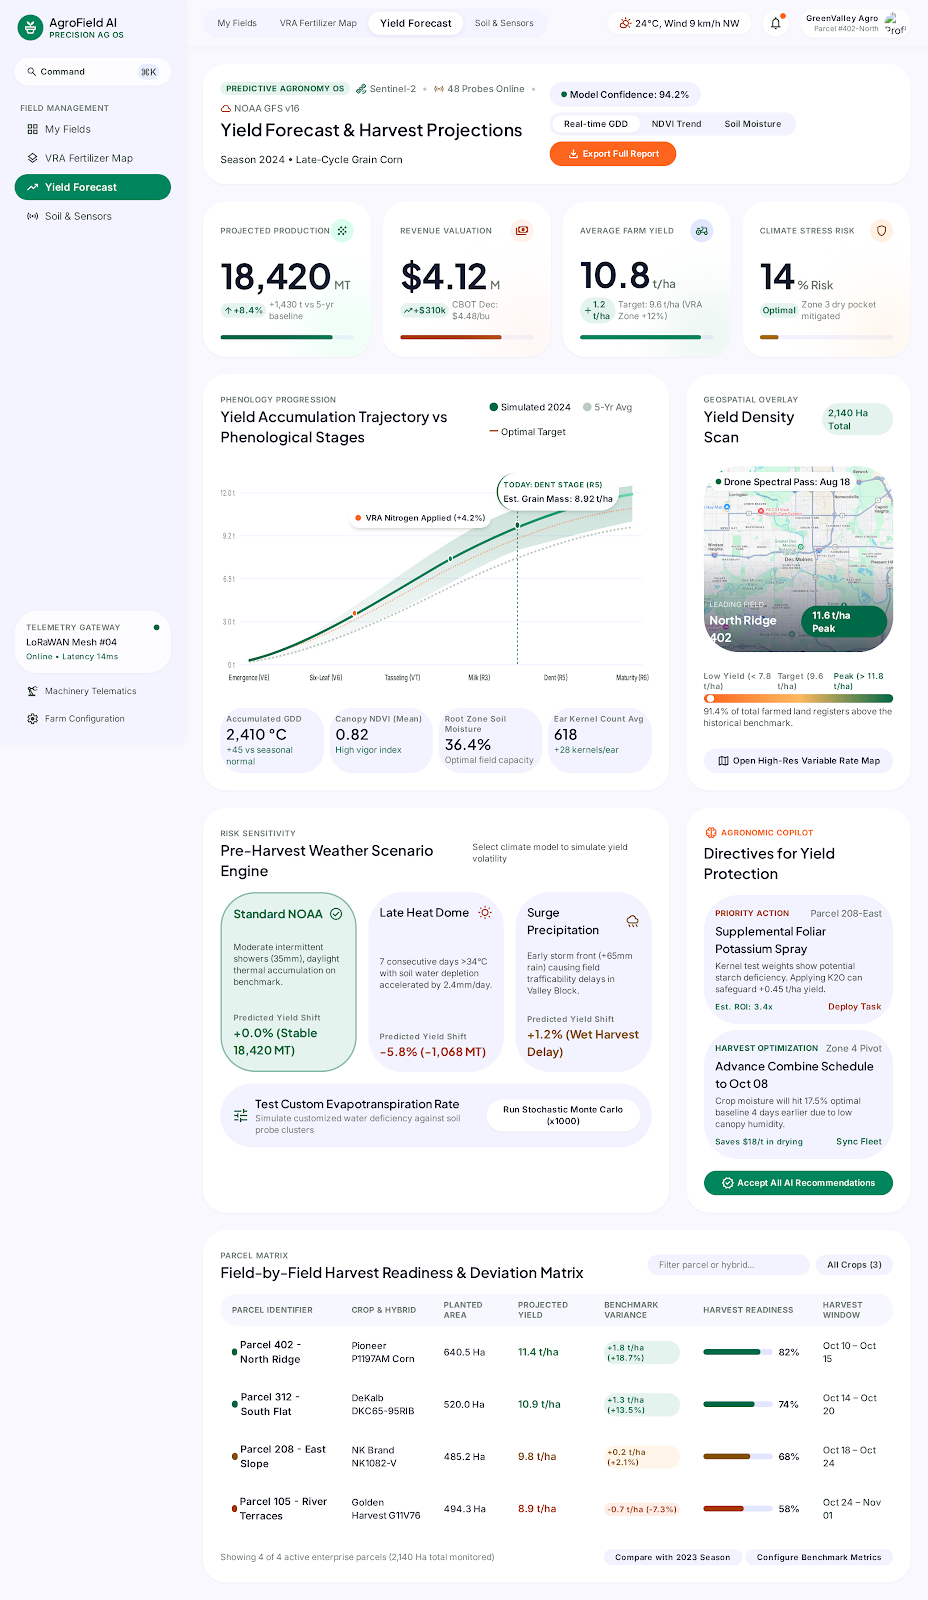 AgroField AI
PRECISION AG OS
Command
⌘K
FIELD MANAGEMENT
My Fields
VRA Fertilizer Map
Yield Forecast
Soil & Sensors
TELEMETRY GATEWAY
LoRaWAN Mesh #04
Online • Latency 14ms
Machinery Telematics
Farm Configuration
My Fields
VRA Fertilizer Map
Yield Forecast
Soil & Sensors
24°C, Wind 9 km/h NW
GreenValley Agro
Parcel #402-North
PREDICTIVE AGRONOMY OS
Sentinel-2 •
48 Probes Online •
NOAA GFS v16
Yield Forecast & Harvest Projections
Season 2024 • Late-Cycle Grain Corn
Model Confidence: 94.2%
Real-time GDD
NDVI Trend
Soil Moisture
Export Full Report
PROJECTED PRODUCTION
18,420 MT
+8.4%
+1,430 t vs 5-yr
baseline
REVENUE VALUATION
$4.12 M
+$310k
CBOT Dec:
$4.48/bu
AVERAGE FARM YIELD
10.8 t/ha
+ 1.2
t/ha
Target: 9.6 t/ha (VRA
Zone +12%)
CLIMATE STRESS RISK
14 % Risk
Optimal
Zone 3 dry pocket
mitigated
PHENOLOGY PROGRESSION
Yield Accumulation Trajectory vs
Phenological Stages
Simulated 2024
5-Yr Avg
Optimal Target
TODAY: DENT STAGE (R5)
Est. Grain Mass: 8.92 t/ha
VRA Nitrogen Applied (+4.2%)
12.0 t
9.2 t
6.5 t
3.0 t
0 t
Emergence (VE)
Six-Leaf (V6)
Tasseling (VT)
Milk (R3)
Dent (R5)
Maturity (R6)
Accumulated GDD
2,410 °C
+45 vs seasonal
normal
Canopy NDVI (Mean)
0.82
High vigor index
Root Zone Soil
Moisture
36.4%
Optimal field capacity
Ear Kernel Count Avg
618
+28 kernels/ear
GEOSPATIAL OVERLAY
Yield Density
Scan
2,140 Ha
Total
Drone Spectral Pass: Aug 18
Des Moines
LEADING FIELD
North Ridge
402
11.6 t/ha
Peak
Low Yield (< 7.8
t/ha)
Target (9.6
t/ha)
Peak (> 11.8
t/ha)
91.4% of total farmed land registers above the
historical benchmark.
Open High-Res Variable Rate Map
RISK SENSITIVITY
Pre-Harvest Weather Scenario
Engine
Select climate model to simulate yield
volatility
Standard NOAA
Moderate intermittent
showers (35mm), daylight
thermal accumulation on
benchmark.
Predicted Yield Shift
+0.0% (Stable
18,420 MT)
Late Heat Dome
7 consecutive days >34°C
with soil water depletion
accelerated by 2.4mm/day.
Predicted Yield Shift
-5.8% (-1,068 MT)
Surge
Precipitation
Early storm front (+65mm
rain) causing field
trafficability delays in
Valley Block.
Predicted Yield Shift
+1.2% (Wet Harvest
Delay)
Test Custom Evapotranspiration Rate
Simulate customized water deficiency against soil
probe clusters
Run Stochastic Monte Carlo
(x1000)
AGRONOMIC COPILOT
Directives for Yield
Protection
PRIORITY ACTION
Parcel 208-East
Supplemental Foliar
Potassium Spray
Kernel test weights show potential
starch deficiency. Applying K2O can
safeguard +0.45 t/ha yield.
Est. ROI: 3.4x
Deploy Task
HARVEST OPTIMIZATION
Zone 4 Pivot
Advance Combine Schedule
to Oct 08
Crop moisture will hit 17.5% optimal
baseline 4 days earlier due to low
canopy humidity.
Saves $18/t in drying
Sync Fleet
Accept All AI Recommendations
PARCEL MATRIX
Field-by-Field Harvest Readiness & Deviation Matrix
Filter parcel or hybrid...
All Crops (3)
PARCEL IDENTIFIER
CROP & HYBRID
PLANTED
AREA
PROJECTED
YIELD
BENCHMARK
VARIANCE
HARVEST READINESS
HARVEST
WINDOW
Parcel 402 -
North Ridge
Pioneer
P1197AM Corn
640.5 Ha
11.4 t/ha
+1.8 t/ha
(+18.7%)
82%
Oct 10 – Oct
15
Parcel 312 -
South Flat
DeKalb
DKC65-95RIB
520.0 Ha
10.9 t/ha
+1.3 t/ha
(+13.5%)
74%
Oct 14 – Oct
20
Parcel 208 - East
Slope
NK Brand
NK1082-V
485.2 Ha
9.8 t/ha
+0.2 t/ha
(+2.1%)
68%
Oct 18 – Oct
24
Parcel 105 - River
Terraces
Golden
Harvest G11V76
494.3 Ha
8.9 t/ha
-0.7 t/ha (-7.3%)
58%
Oct 24 – Nov
01
Showing 4 of 4 active enterprise parcels (2,140 Ha total monitored)
Compare with 2023 Season
Configure Benchmark Metrics